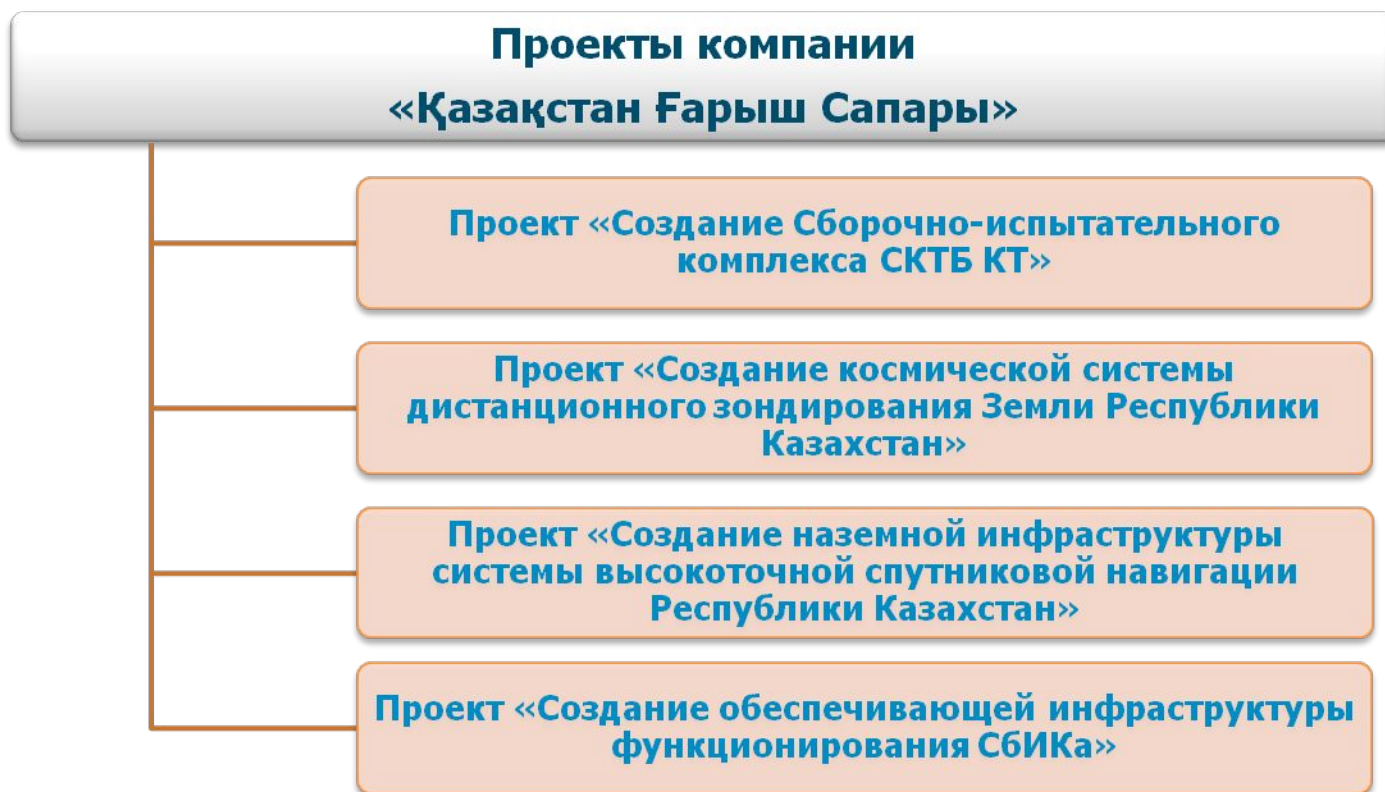 Проекты компании
«Қазақстан Ғарыш Сапары»
Проект «Создание Сборочно-испытательного
комплекса СКТБ КТ»
Проект «Создание космической системы
дистанционного зондирования Земли Республики
Казахстан»
Проект «Создание наземной инфраструктуры
системы высокоточной спутниковой навигации
Республики Казахстан»
Проект «Создание обеспечивающей инфраструктуры
функционирования СбИКа»